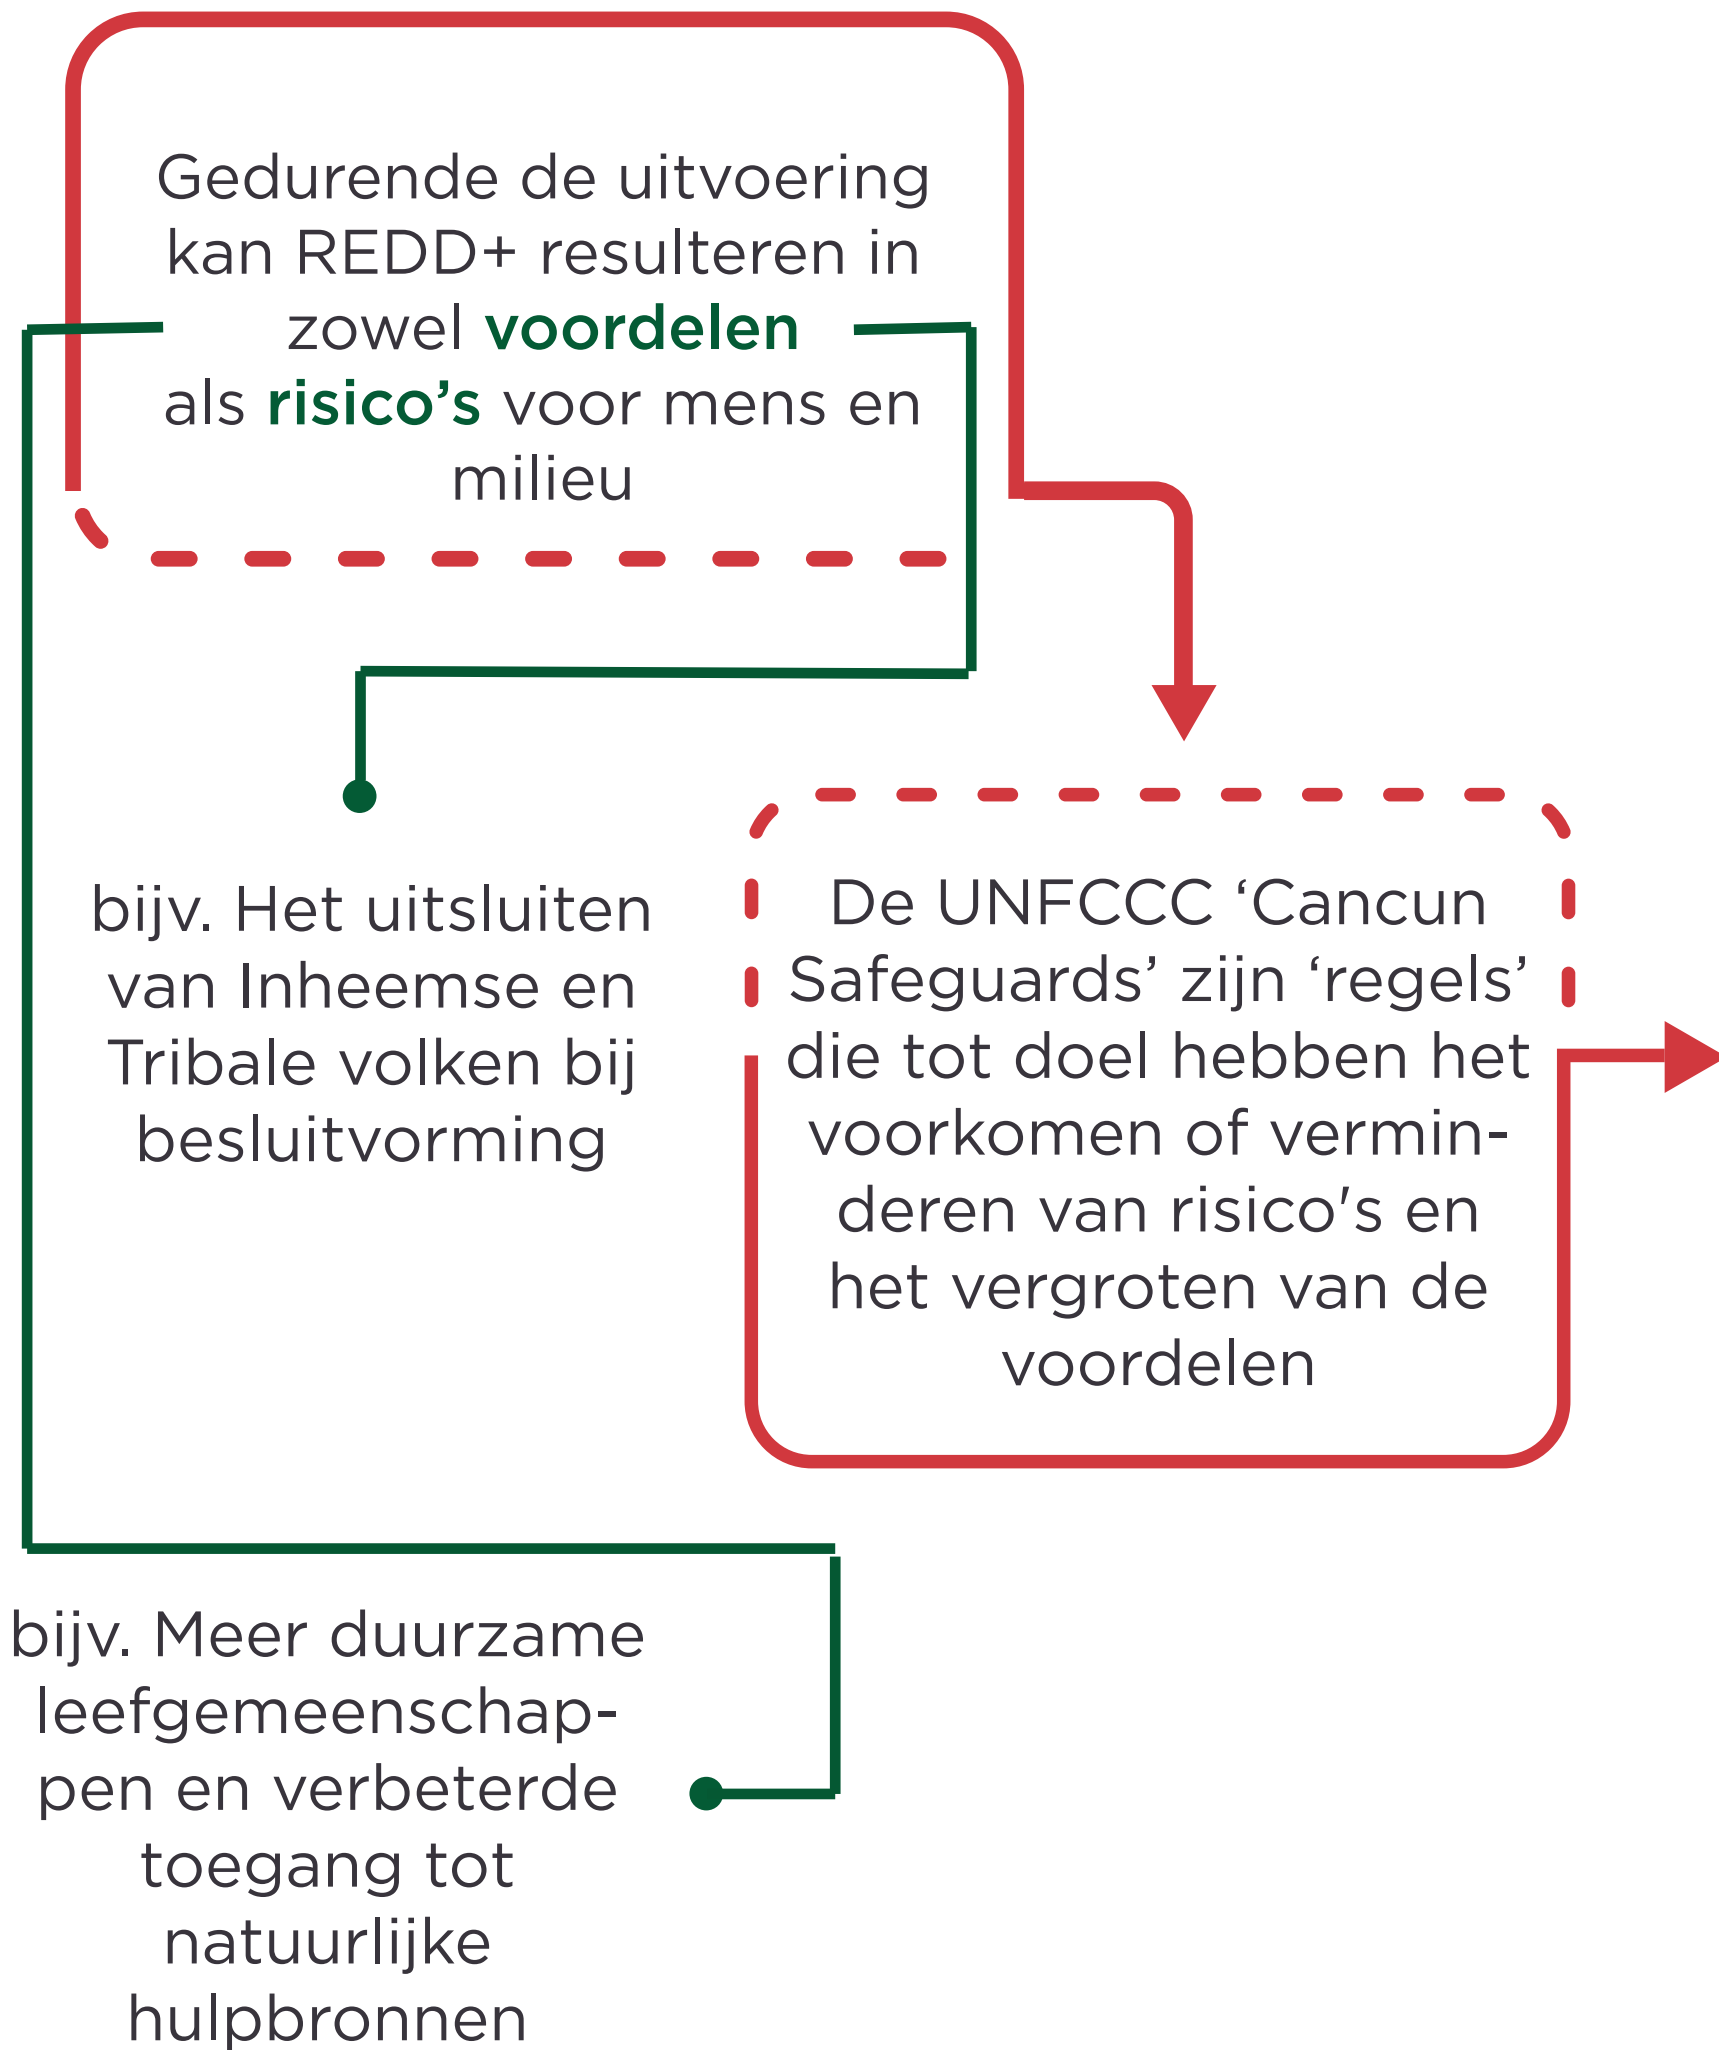 Gedurende de uitvoering
kan REDD+ resulteren in
zowel voordelen
als risico’s voor mens en
milieu
bijv. Het uitsluiten
van Inheemse en
Tribale volken bij
besluitvorming
De UNFCCC ‘Cancun
Safeguards’ zijn ‘regels’
die tot doel hebben het
voorkomen of vermin-
deren van risico's en
het vergroten van de
voordelen
bijv. Meer duurzame
leefgemeenschap-
pen en verbeterde
toegang tot
natuurlijke
hulpbronnen